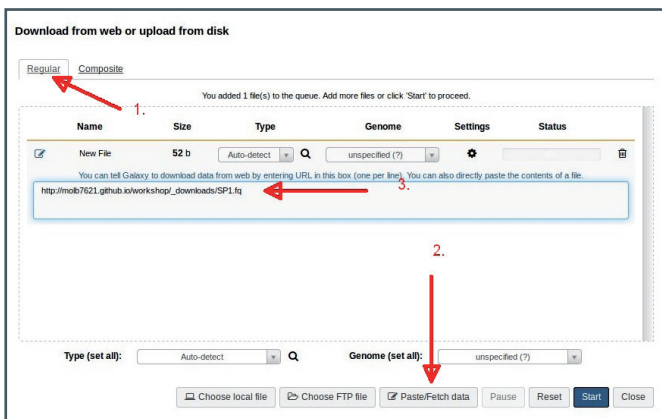 Download from web or upload from disk
Regular Composite
1.
You added 1 file(s) to the queue. Add more files or click 'Start' to proceed.
Name Size Type Genome Settings Status
New File 52 b Auto-detect unspecified (?)
You can tell Galaxy to download data from web by entering URL in this box (one per line). You can also directly paste the contents of a file.
http://molb7621.github.io/workshop/_downloads/SP1.fq
3.
2.
Type (set all): Auto-detect Genome (set all): unspecified (?)
Choose local file Choose FTP file Paste/Fetch data Pause Reset Start Close